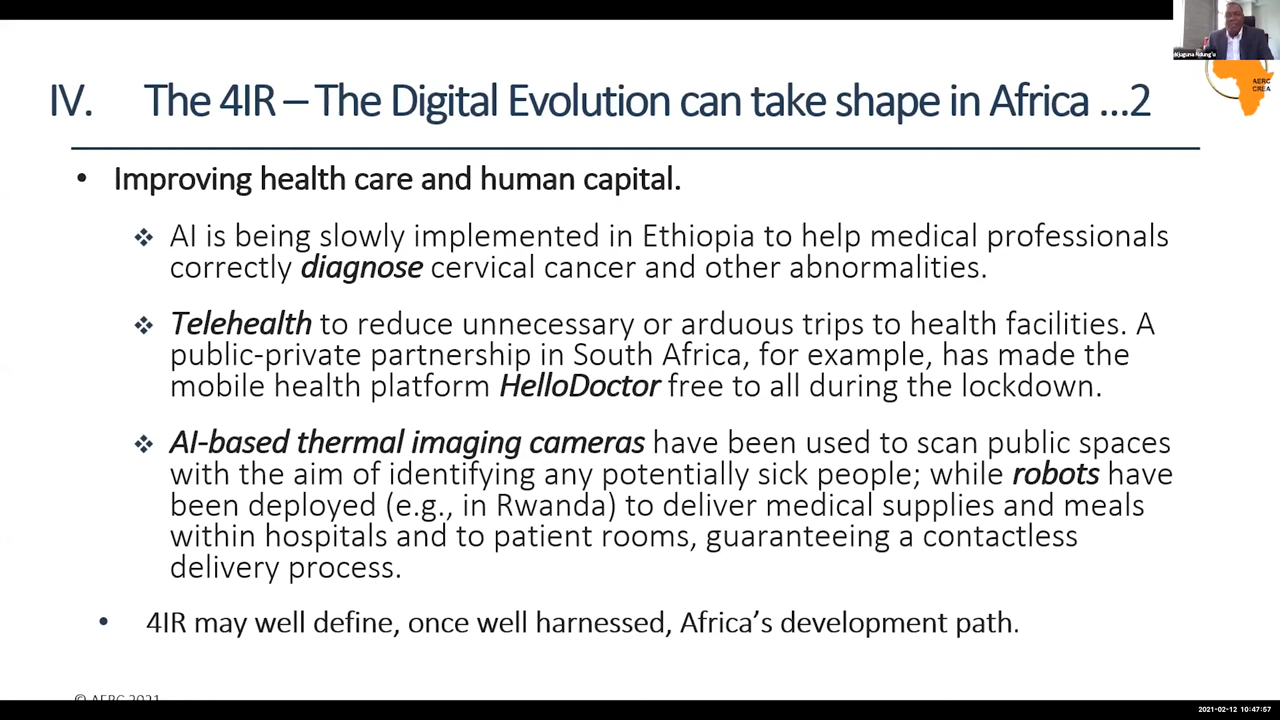 Njuguna Ndung'u
AERC
CREA
IV. The 4IR – The Digital Evolution can take shape in Africa ...2
• Improving health care and human capital.
❖ AI is being slowly implemented in Ethiopia to help medical professionals
correctly diagnose cervical cancer and other abnormalities.
❖ Telehealth to reduce unnecessary or arduous trips to health facilities. A
public-private partnership in South Africa, for example, has made the
mobile health platform HelloDoctor free to all during the lockdown.
❖ AI-based thermal imaging cameras have been used to scan public spaces
with the aim of identifying any potentially sick people; while robots have
been deployed (e.g., in Rwanda) to deliver medical supplies and meals
within hospitals and to patient rooms, guaranteeing a contactless
delivery process.
• 4IR may well define, once well harnessed, Africa's development path.
© AERC 2021
2021-02-12 10:47:57